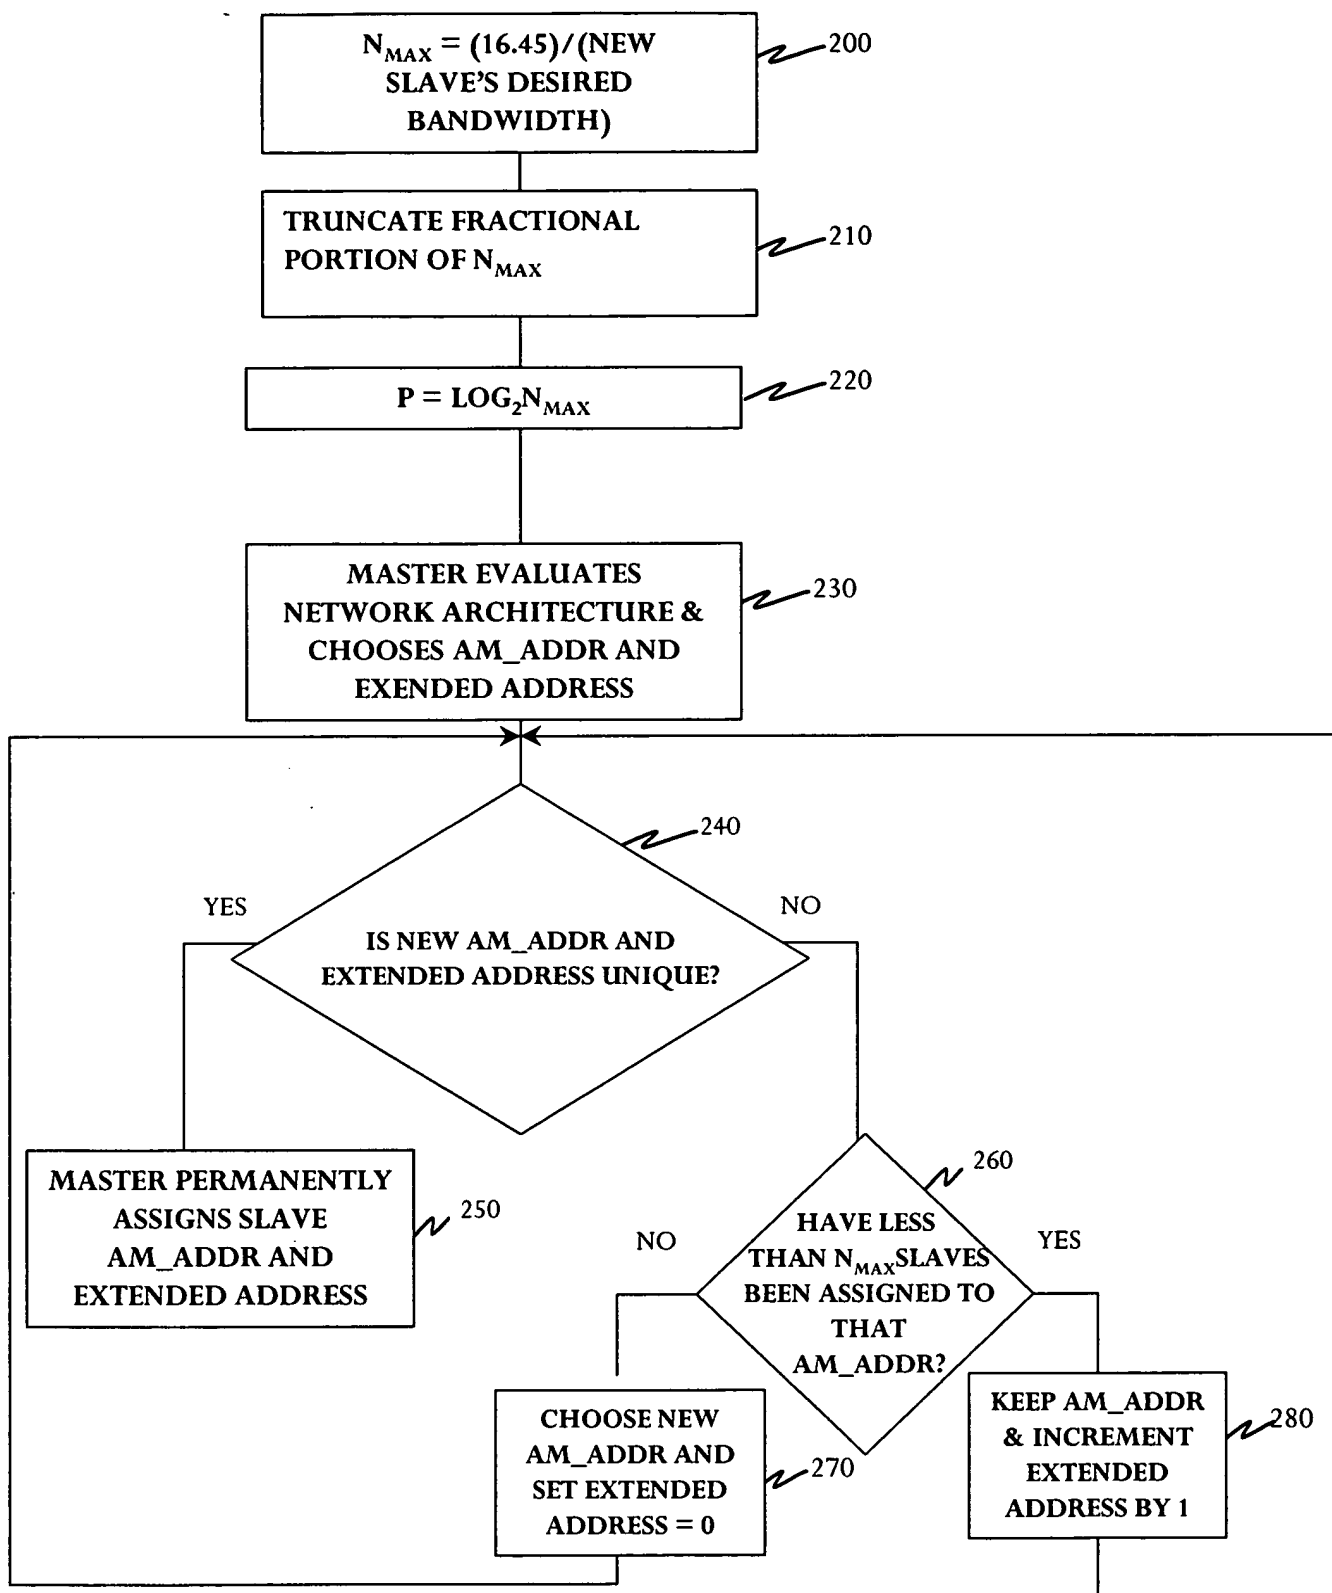 N_MAX = (16.45)/(NEW
SLAVE'S DESIRED
BANDWIDTH)
200
TRUNCATE FRACTIONAL
PORTION OF N_MAX
210
P = LOG₂N_MAX
220
MASTER EVALUATES
NETWORK ARCHITECTURE &
CHOOSES AM_ADDR AND
EXENDED ADDRESS
230
240
YES
NO
IS NEW AM_ADDR AND
EXTENDED ADDRESS UNIQUE?
MASTER PERMANENTLY
ASSIGNS SLAVE
AM_ADDR AND
EXTENDED ADDRESS
250
260
NO
YES
HAVE LESS
THAN N_MAX SLAVES
BEEN ASSIGNED TO
THAT
AM_ADDR?
CHOOSE NEW
AM_ADDR AND
SET EXTENDED
ADDRESS = 0
270
KEEP AM_ADDR
& INCREMENT
EXTENDED
ADDRESS BY 1
280